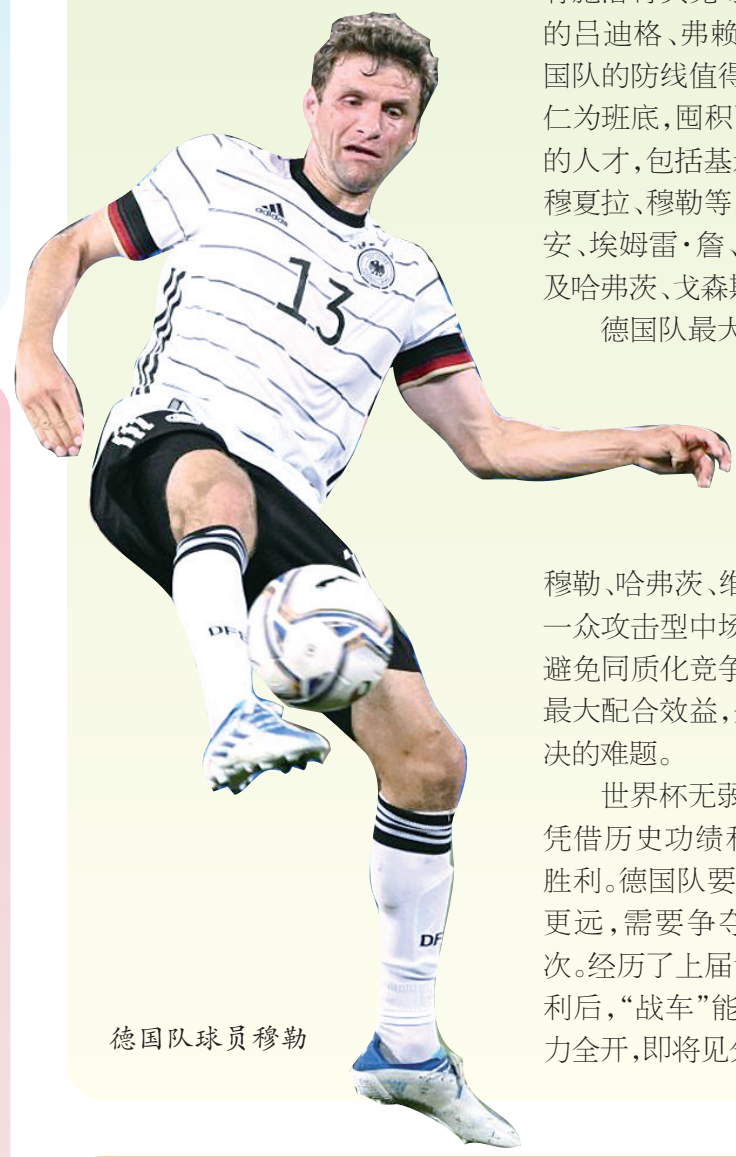 的吕迪格、弗赖
国队的防线值得
仁为班底,囤积
的人才,包括基
穆夏拉、穆勒等
安、埃姆雷·詹、
及哈弗茨、戈森斯
德国队最大
穆勒、哈弗茨、维
一众攻击型中场
避免同质化竞争
最大配合效益,
决的难题。
世界杯无弱
凭借历史功绩和
胜利。德国队要
更远,需要争夺
次。经历了上届
利后,“战车”能
力全开,即将见分
adidas
13
DF
DF
德国队球员穆勒